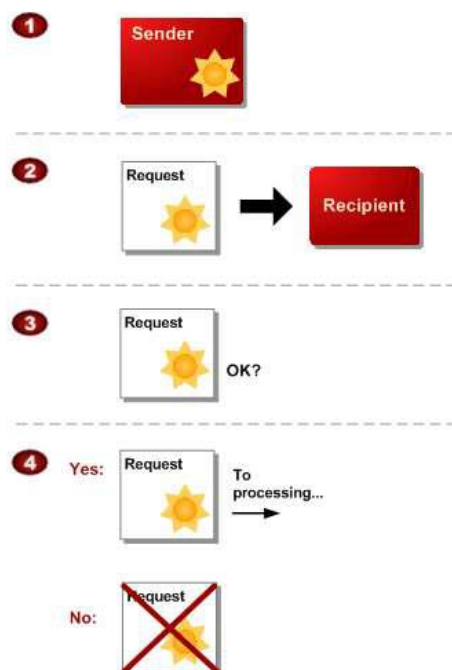 1
Sender
2
Request
Recipient
3
Request
OK?
4
Yes:
Request
To
processing...
No:
Request